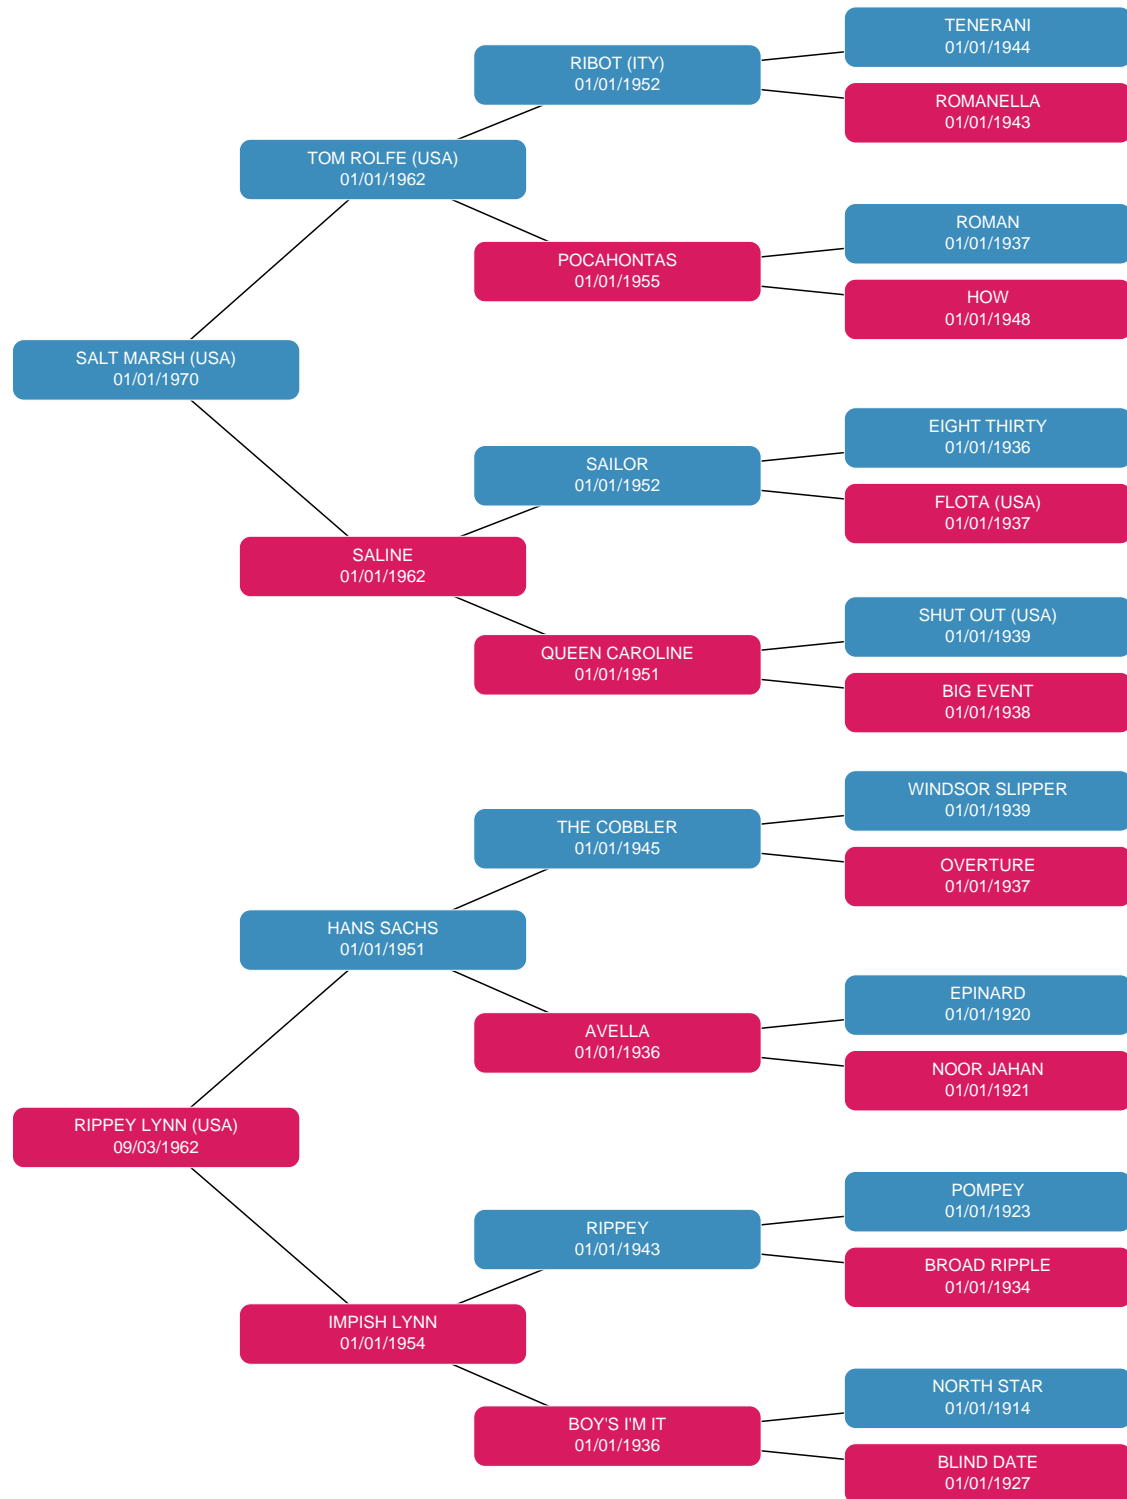 TENERANI
01/01/1944
RIBOT (ITY)
01/01/1952
ROMANELLA
01/01/1943
TOM ROLFE (USA)
01/01/1962
ROMAN
01/01/1937
POCAHONTAS
01/01/1955
HOW
01/01/1948
SALT MARSH (USA)
01/01/1970
EIGHT THIRTY
01/01/1936
SAILOR
01/01/1952
FLOTA (USA)
01/01/1937
SALINE
01/01/1962
SHUT OUT (USA)
01/01/1939
QUEEN CAROLINE
01/01/1951
BIG EVENT
01/01/1938
WINDSOR SLIPPER
01/01/1939
THE COBBLER
01/01/1945
OVERTURE
01/01/1937
HANS SACHS
01/01/1951
EPINARD
01/01/1920
AVELLA
01/01/1936
NOOR JAHAN
01/01/1921
RIPPEY LYNN (USA)
09/03/1962
POMPEY
01/01/1923
RIPPEY
01/01/1943
BROAD RIPPLE
01/01/1934
IMPISH LYNN
01/01/1954
NORTH STAR
01/01/1914
BOY'S I'M IT
01/01/1936
BLIND DATE
01/01/1927